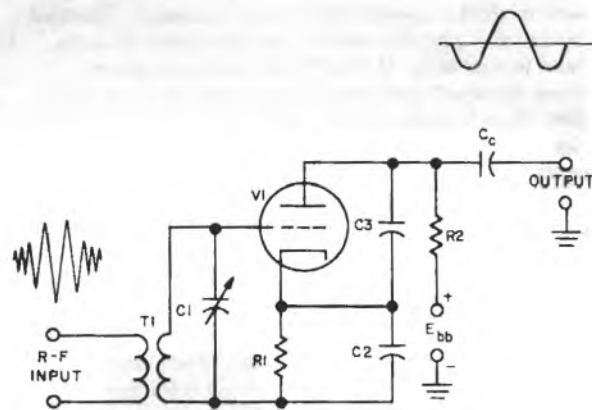 Cc
OUTPUT
V1
C3
R2
C1
T1
+
R-F
INPUT
R1
C2
Ebb
-